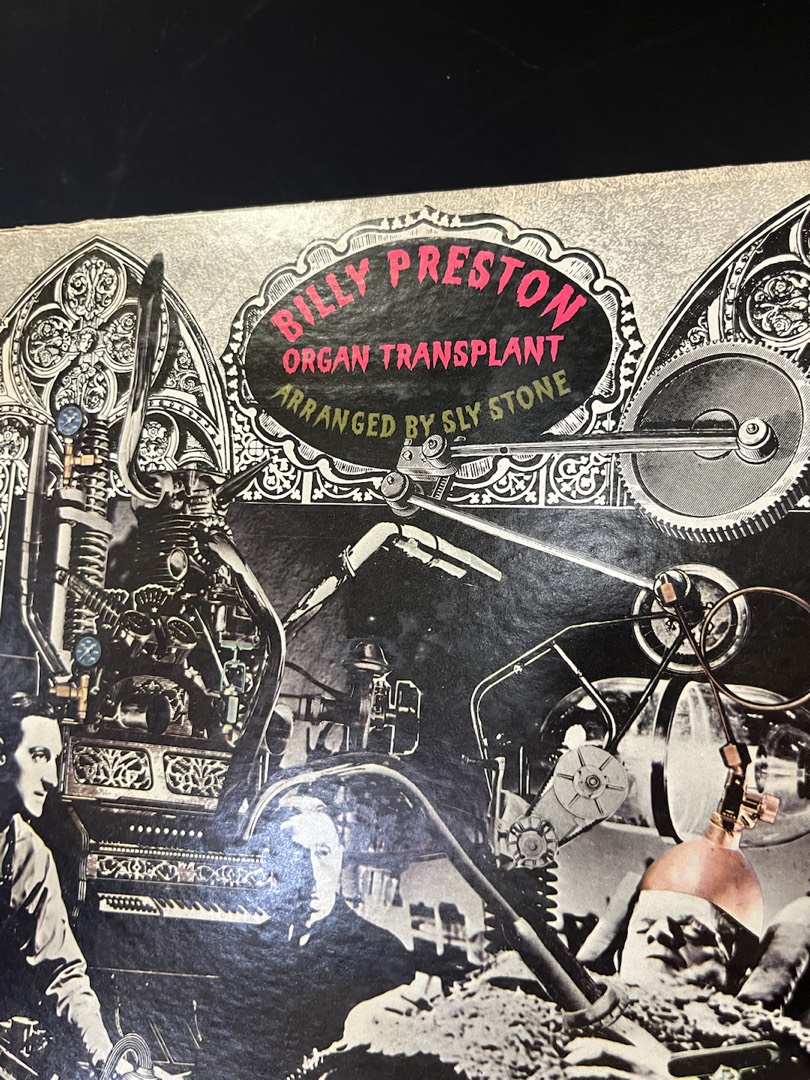 BILLY PRESTON
ORGAN TRANSPLANT
ARRANGED BY SLY STONE